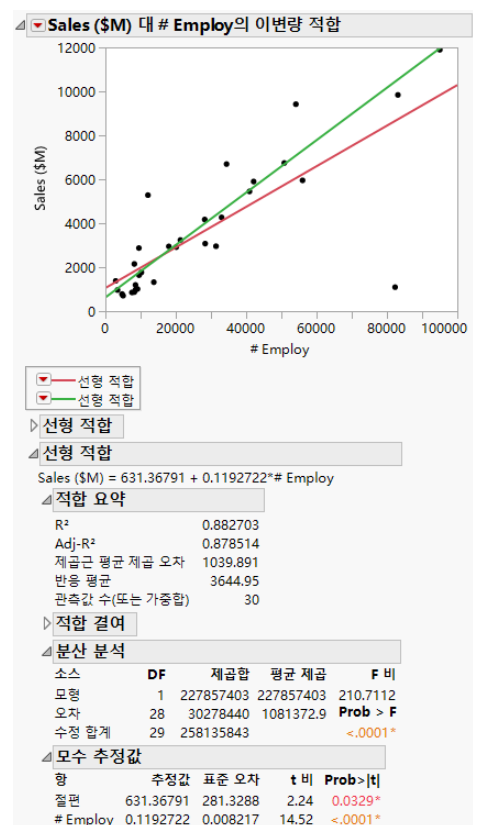 Sales ($M) 대 # Employ의 이변량 적합
12000
10000
8000
6000
4000
2000
0
Sales ($M)
0 20000 40000 60000 80000 100000
# Employ
선형 적합
선형 적합
선형 적합
선형 적합
Sales ($M) = 631.36791 + 0.1192722*# Employ
적합 요약
R² 0.882703
Adj-R² 0.878514
제곱근 평균 제곱 오차 1039.891
반응 평균 3644.95
관측값 수(또는 가중합) 30
적합 결여
분산 분석
소스 DF 제곱합 평균 제곱 F 비
모형 1 227857403 227857403 210.7112
오차 28 30278440 1081372.9 Prob > F
수정 합계 29 258135843 <.0001*
모수 추정값
항 추정값 표준 오차 t 비 Prob>|t|
절편 631.36791 281.3288 2.24 0.0329*
# Employ 0.1192722 0.008217 14.52 <.0001*